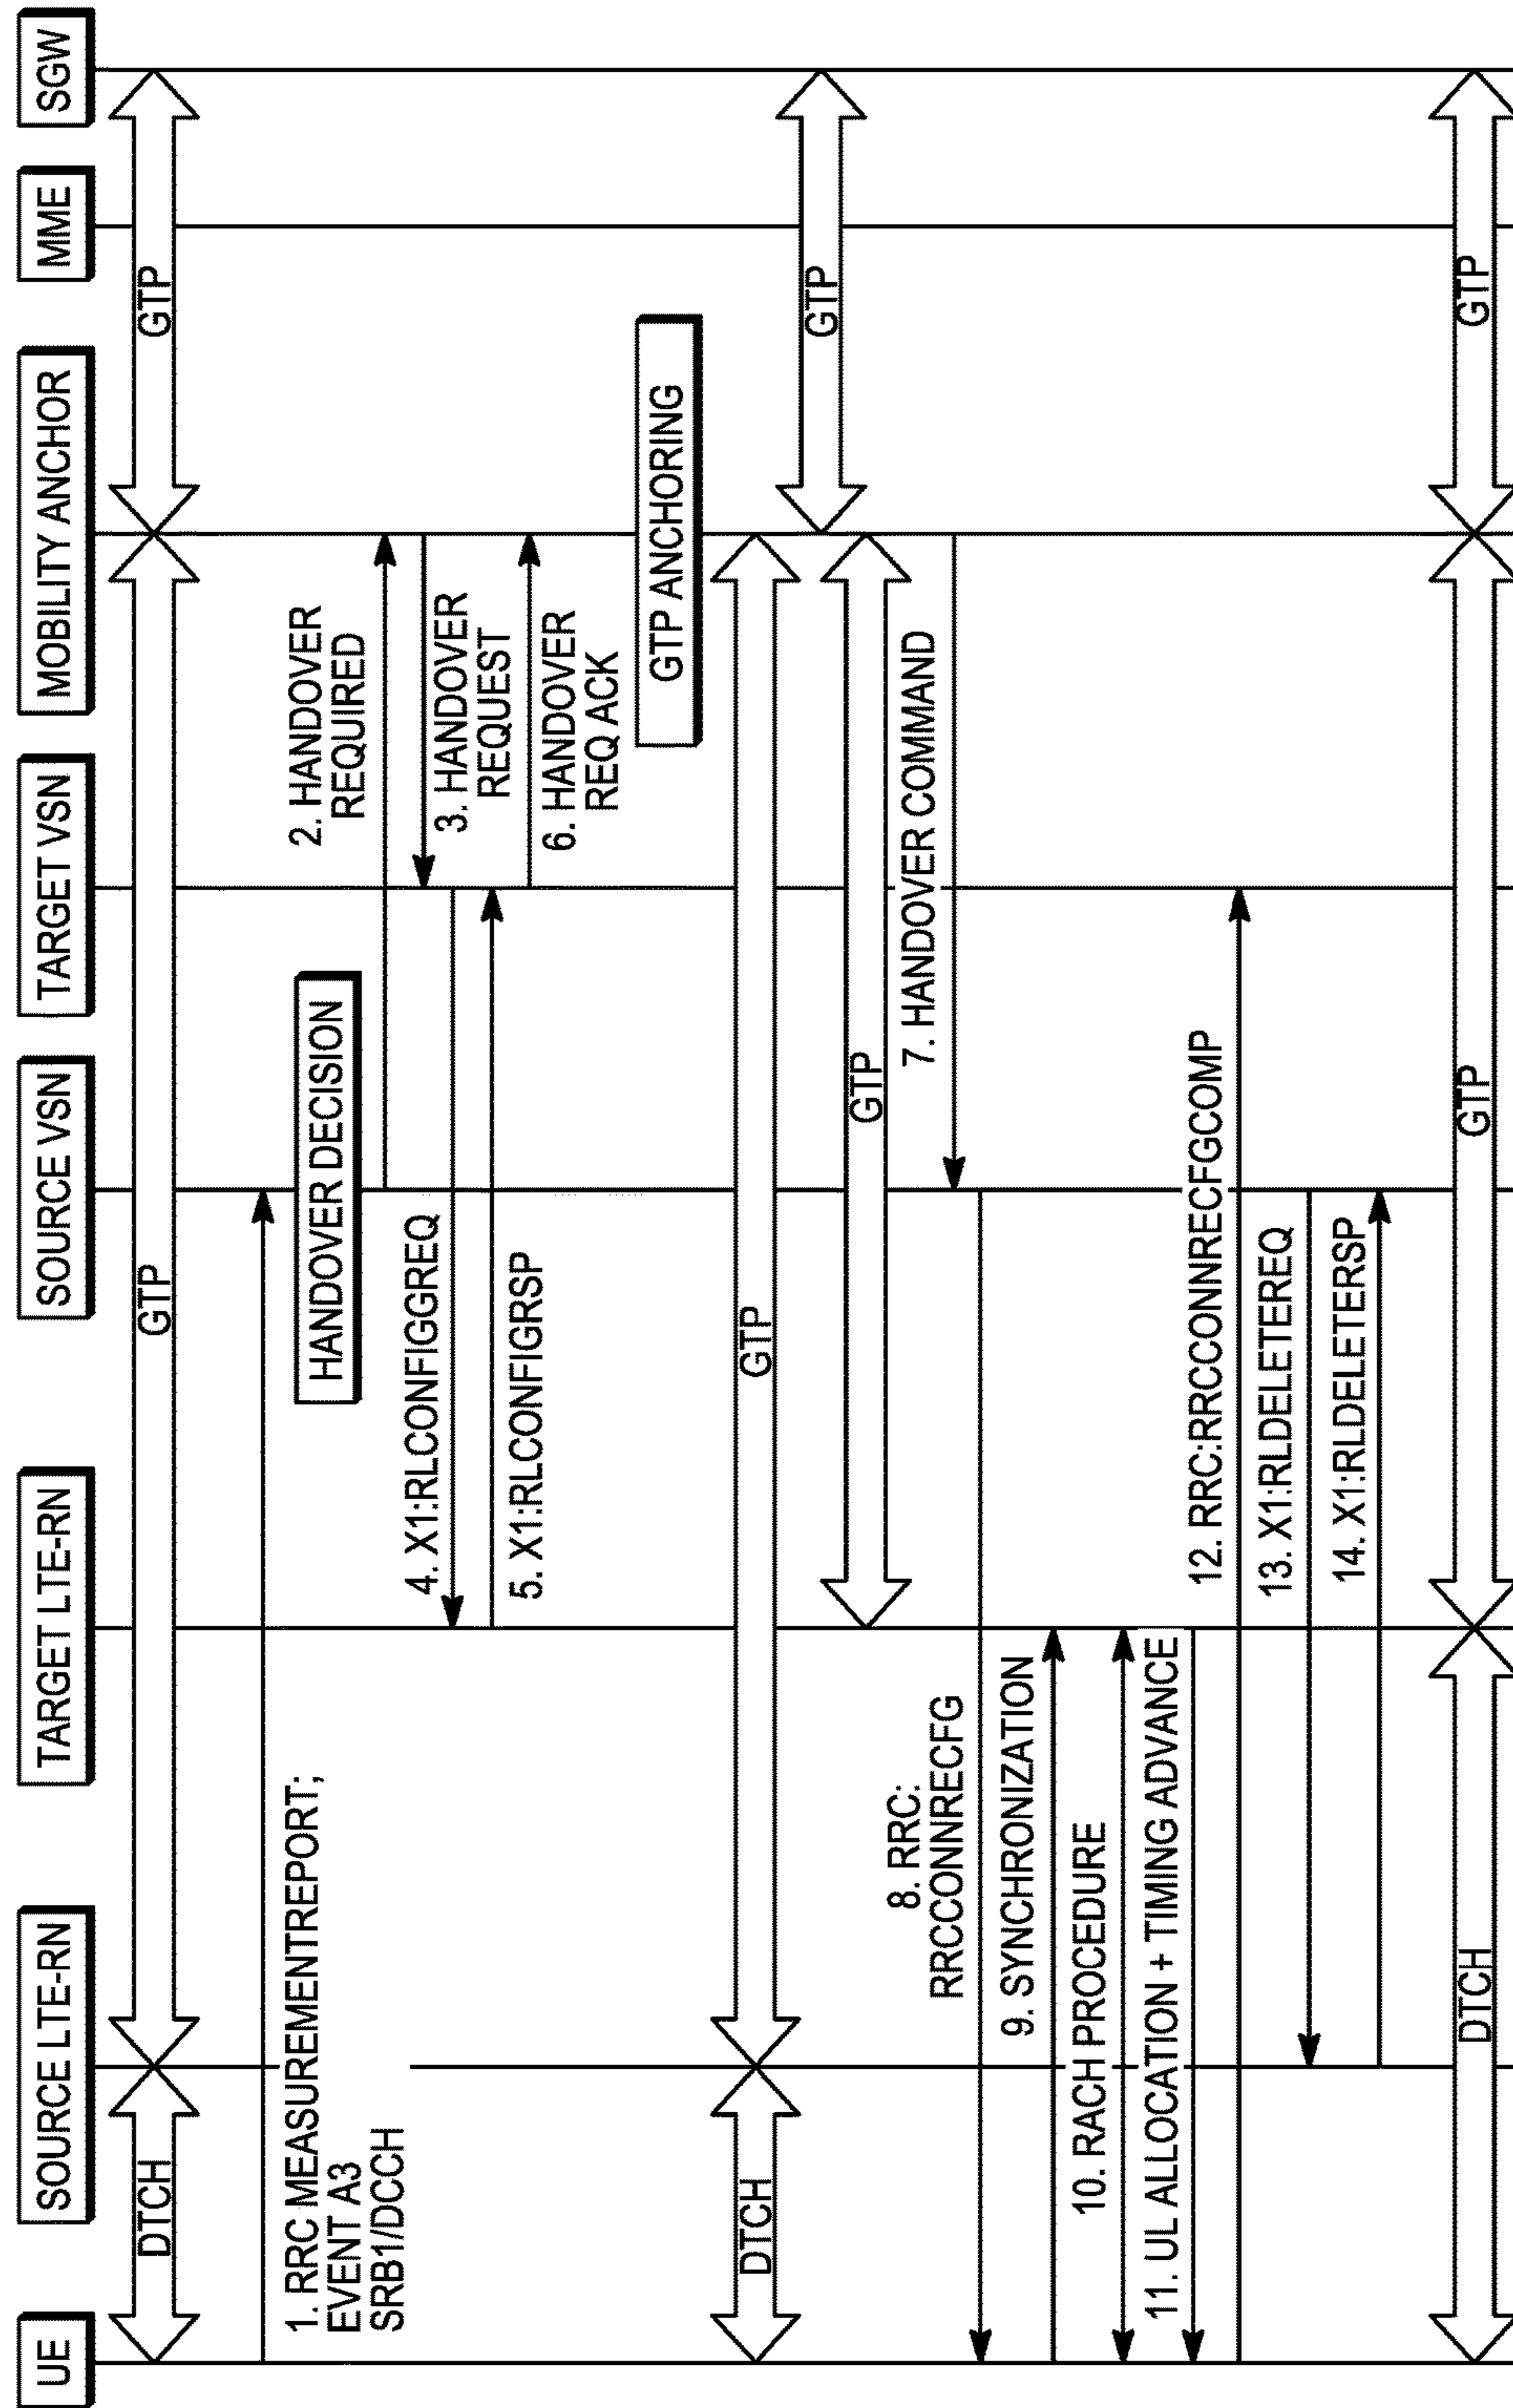 UE
SOURCE LTE-RN
TARGET LTE-RN
SOURCE VSN
TARGET VSN
MOBILITY ANCHOR
MME
SGW
DTCH
GTP
GTP
1. RRC MEASUREMENTREPORT;
EVENT A3
SRB1/DCCH
HANDOVER DECISION
2. HANDOVER
REQUIRED
3. HANDOVER
REQUEST
4. X1:RLCONFIGGREQ
5. X1:RLCONFIGRSP
6. HANDOVER
REQ ACK
GTP ANCHORING
DTCH
GTP
GTP
GTP
7. HANDOVER COMMAND
8. RRC:
RRCCONNRECFG
9. SYNCHRONIZATION
10. RACH PROCEDURE
11. UL ALLOCATION + TIMING ADVANCE
12. RRC:RRCCONNRECFGCOMP
13. X1:RLDELETEREQ
14. X1:RLDELETERSP
DTCH
GTP
GTP